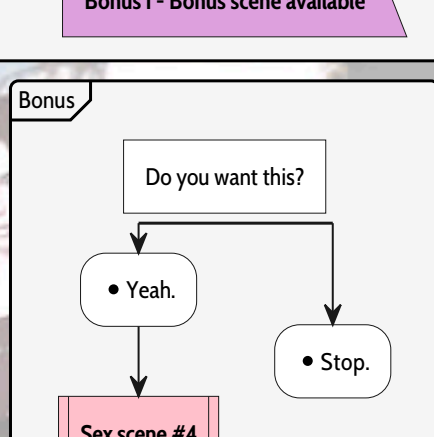 Bonus I - Bonus scene available
Bonus
Do you want this?
• Yeah.
• Stop.
Sex scene #4